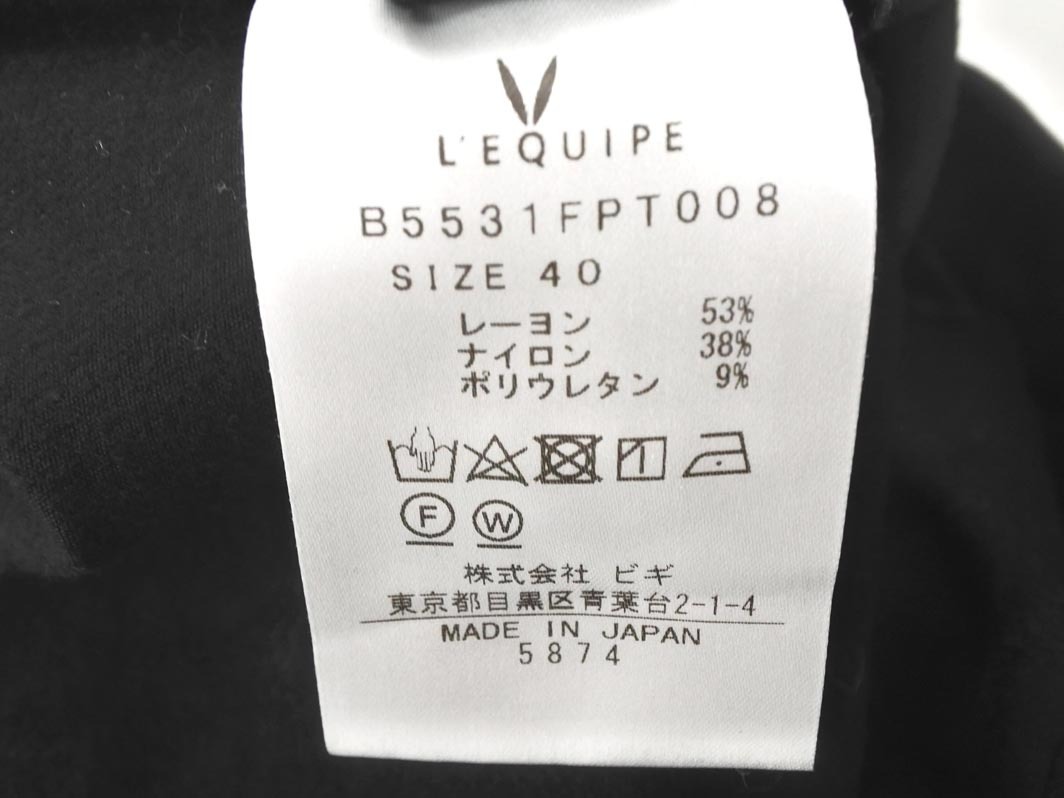 L'EQUIPE
B5531FPT008
SIZE 40
レーヨン 53%
ナイロン 38%
ポリウレタン 9%
F W
株式会社 ビギ
東京都目黒区青葉台2-1-4
MADE IN JAPAN
5874